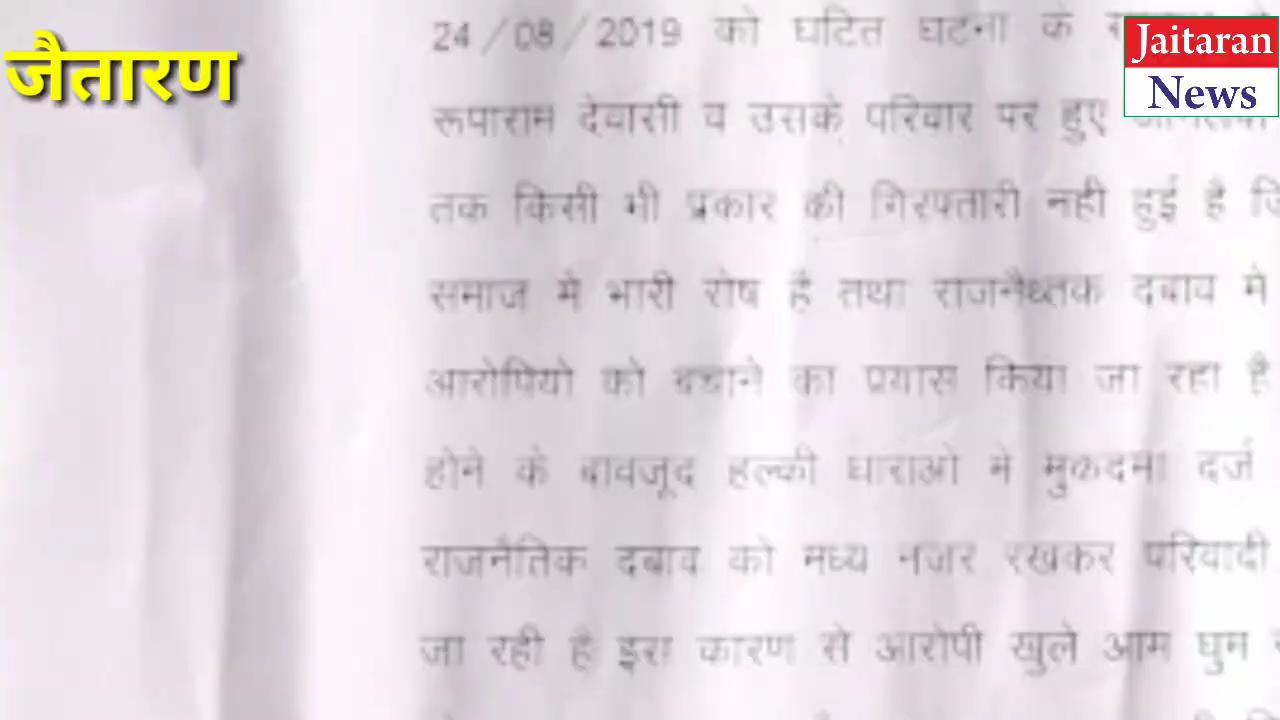 जैतारण
Jaitaran
News
24/08/2019 को घटित घटना के
रूपाराम देवासी व उसके परिवार पर हुए
तक किसी भी प्रकार की गिरफ्तारी नही हुई है
समाज मे भारी रोष है तथा राजनैथ्तक दबाव मे
आरोपियो को बचाने का प्रयास किया जा रहा है
होने के बावजूद हल्की धाराओ मे मुकदमा दर्ज
राजनैतिक दबाव को मध्य नजर रखकर परिवादी
जा रही है इस कारण से आरोपी खुले आम घुम